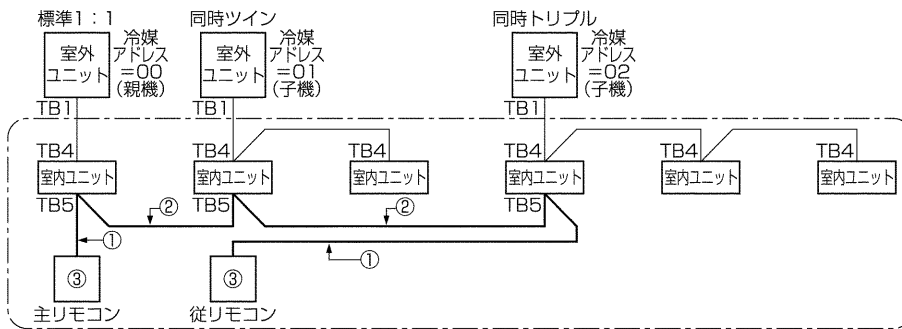 標準1:1
室外
ユニット
冷媒
アドレス
=00
(親機)
TB1
同時ツイン
室外
ユニット
冷媒
アドレス
=01
(子機)
TB1
同時トリプル
室外
ユニット
冷媒
アドレス
=02
(子機)
TB1
TB4
室内ユニット
TB5
TB4
室内ユニット
TB5
TB4
室内ユニット
TB4
室内ユニット
TB5
TB4
室内ユニット
TB4
室内ユニット
②
②
①
①
③
主リモコン
③
従リモコン